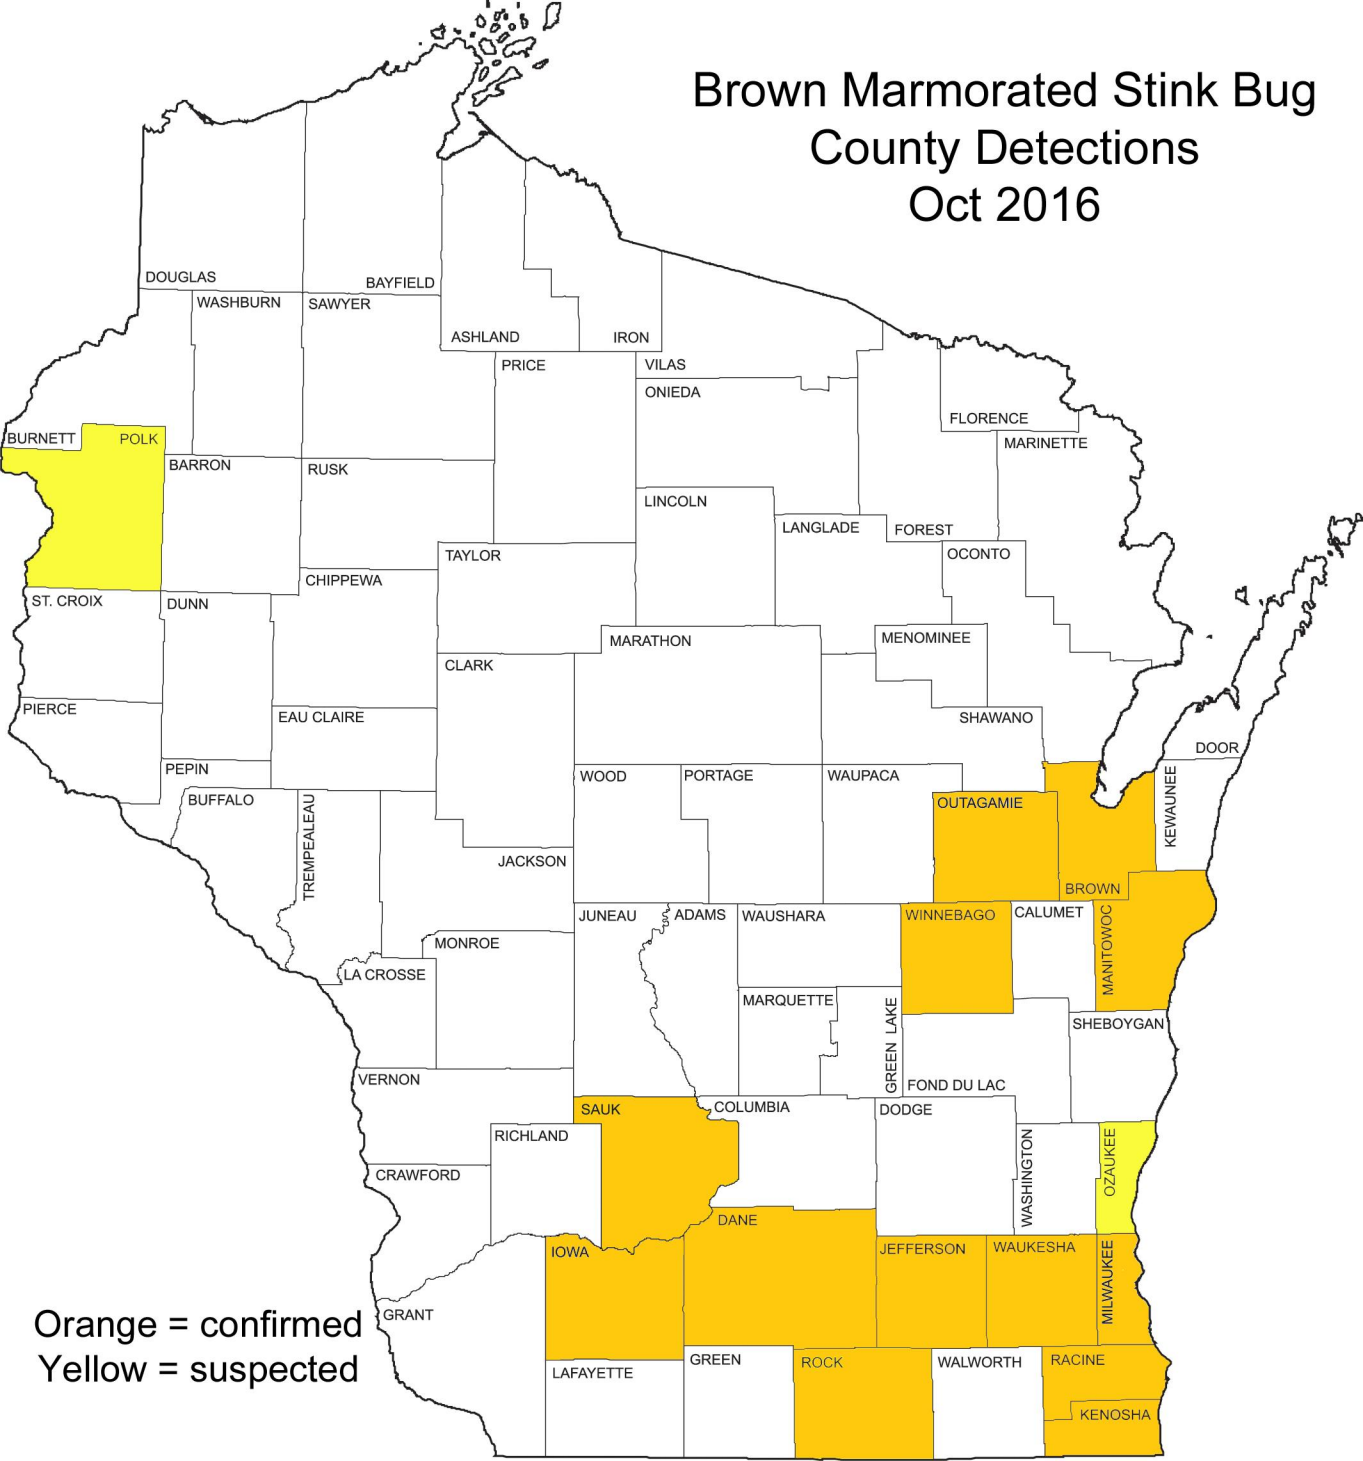 Brown Marmorated Stink Bug
County Detections
Oct 2016
DOUGLAS
BAYFIELD
WASHBURN
SAWYER
ASHLAND
IRON
PRICE
VILAS
ONIEDA
FLORENCE
BURNETT
POLK
MARINETTE
BARRON
RUSK
LINCOLN
LANGLADE
FOREST
TAYLOR
OCONTO
CHIPPEWA
ST. CROIX
DUNN
MARATHON
MENOMINEE
CLARK
PIERCE
EAU CLAIRE
SHAWANO
DOOR
PEPIN
WOOD
PORTAGE
WAUPACA
KEWAUNEE
BUFFALO
TREMPEALEAU
OUTAGAMIE
JACKSON
BROWN
JUNEAU
ADAMS
WAUSHARA
WINNEBAGO
CALUMET
MANITOWOC
MONROE
LA CROSSE
MARQUETTE
GREEN LAKE
SHEBOYGAN
VERNON
FOND DU LAC
SAUK
COLUMBIA
DODGE
RICHLAND
WASHINGTON
OZAUKEE
CRAWFORD
DANE
IOWA
JEFFERSON
WAUKESHA
MILWAUKEE
GRANT
Orange = confirmed
Yellow = suspected
LAFAYETTE
GREEN
ROCK
WALWORTH
RACINE
KENOSHA